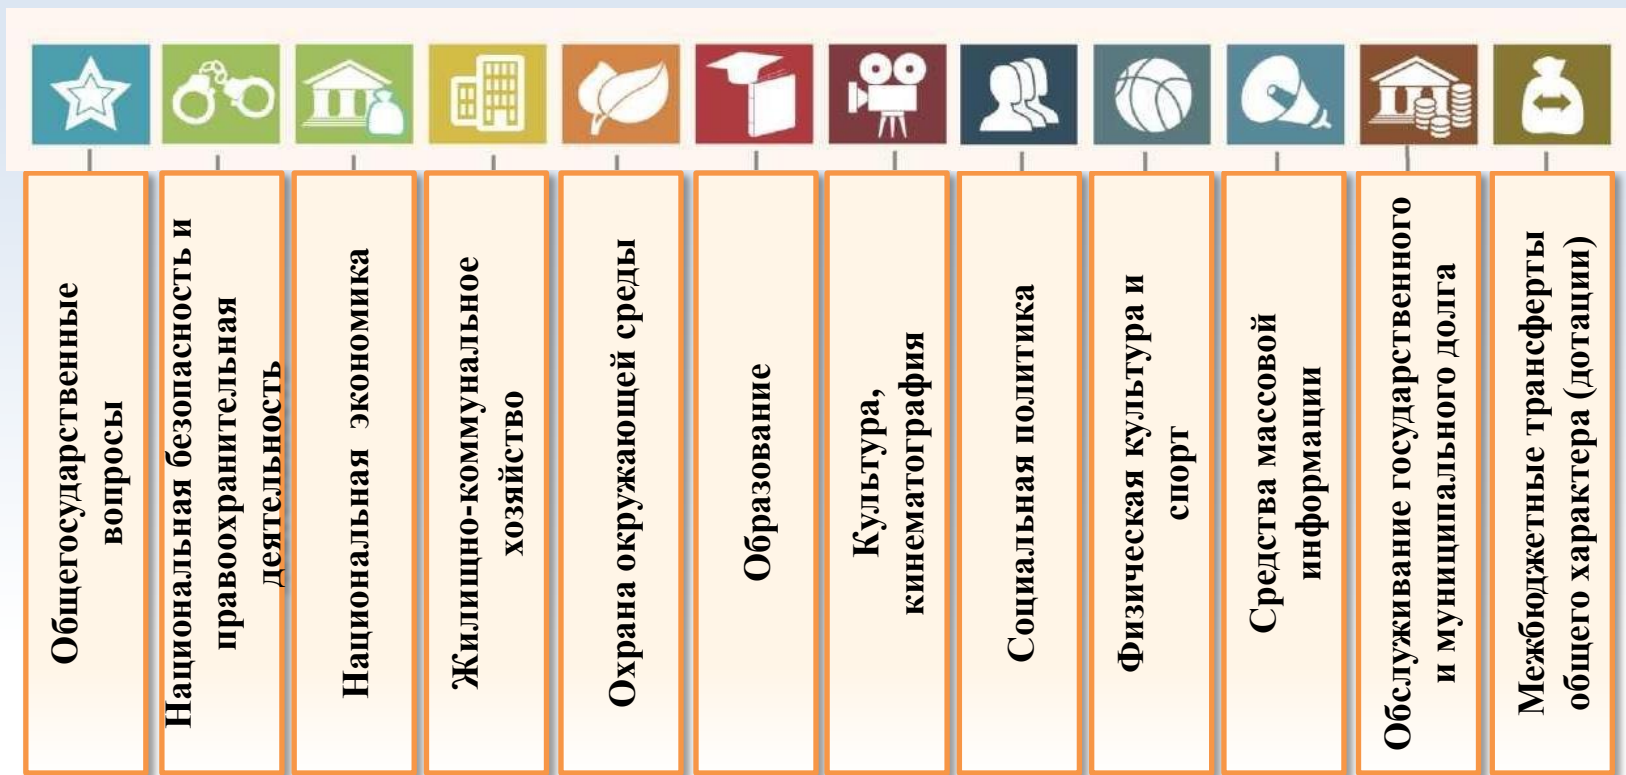 Общегосударственные
вопросы
Национальная безопасность и
правоохранительная
деятельность
Национальная экономика
Жилищно-коммунальное
хозяйство
Охрана окружающей среды
Образование
Культура,
кинематография
Социальная политика
Физическая культура и
спорт
Средства массовой
информации
Обслуживание государственного
и муниципального долга
Межбюджетные трансферты
общего характера (дотации)